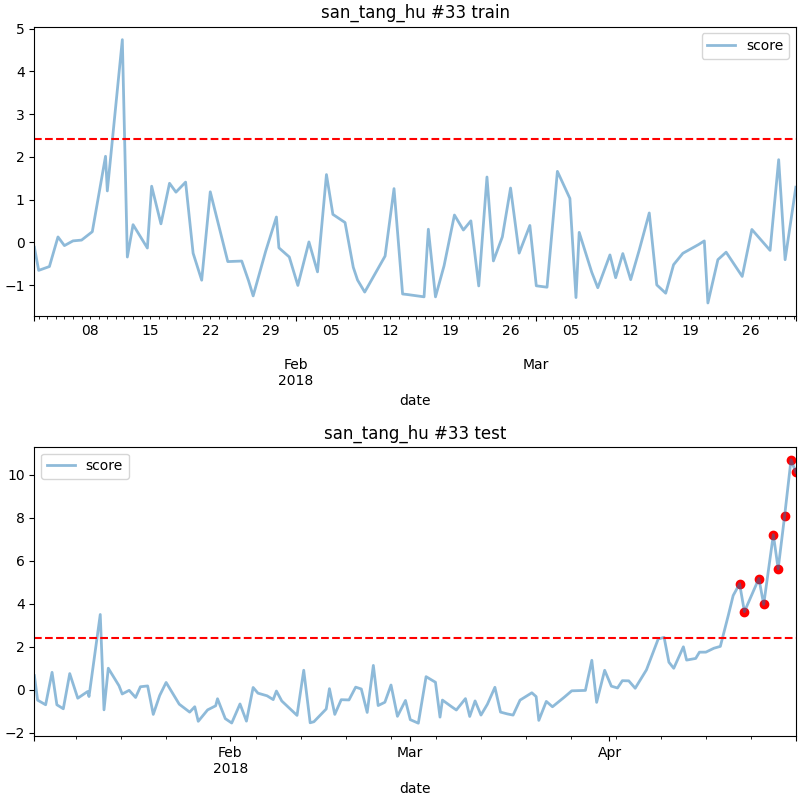 san_tang_hu #33 train
score
5
4
3
2
1
0
−1
08 15 22 29 05 12 19 26 05 12 19 26
Feb Mar
2018
date
san_tang_hu #33 test
score
10
8
6
4
2
0
−2
Feb Mar Apr
2018
date